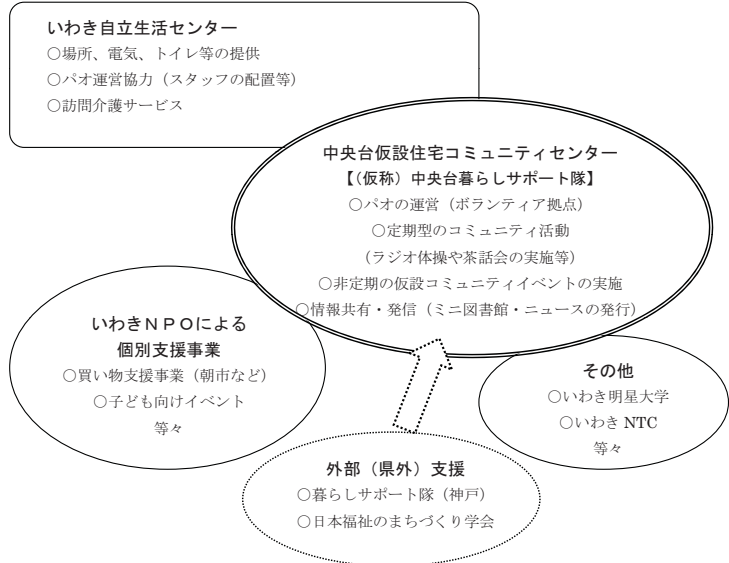 いわき自立生活センター
○場所、電気、トイレ等の提供
○パオ運営協力（スタッフの配置等）
○訪問介護サービス
中央台仮設住宅コミュニティセンター
【（仮称）中央台暮らしサポート隊】
○パオの運営（ボランティア拠点）
○定期型のコミュニティ活動
（ラジオ体操や茶話会の実施等）
○非定期の仮設コミュニティイベントの実施
○情報共有・発信（ミニ図書館・ニュースの発行）
いわきＮＰＯによる
個別支援事業
○買い物支援事業（朝市など）
○子ども向けイベント
等々
その他
○いわき明星大学
○いわき NTC
等々
外部（県外）支援
○暮らしサポート隊（神戸）
○日本福祉のまちづくり学会